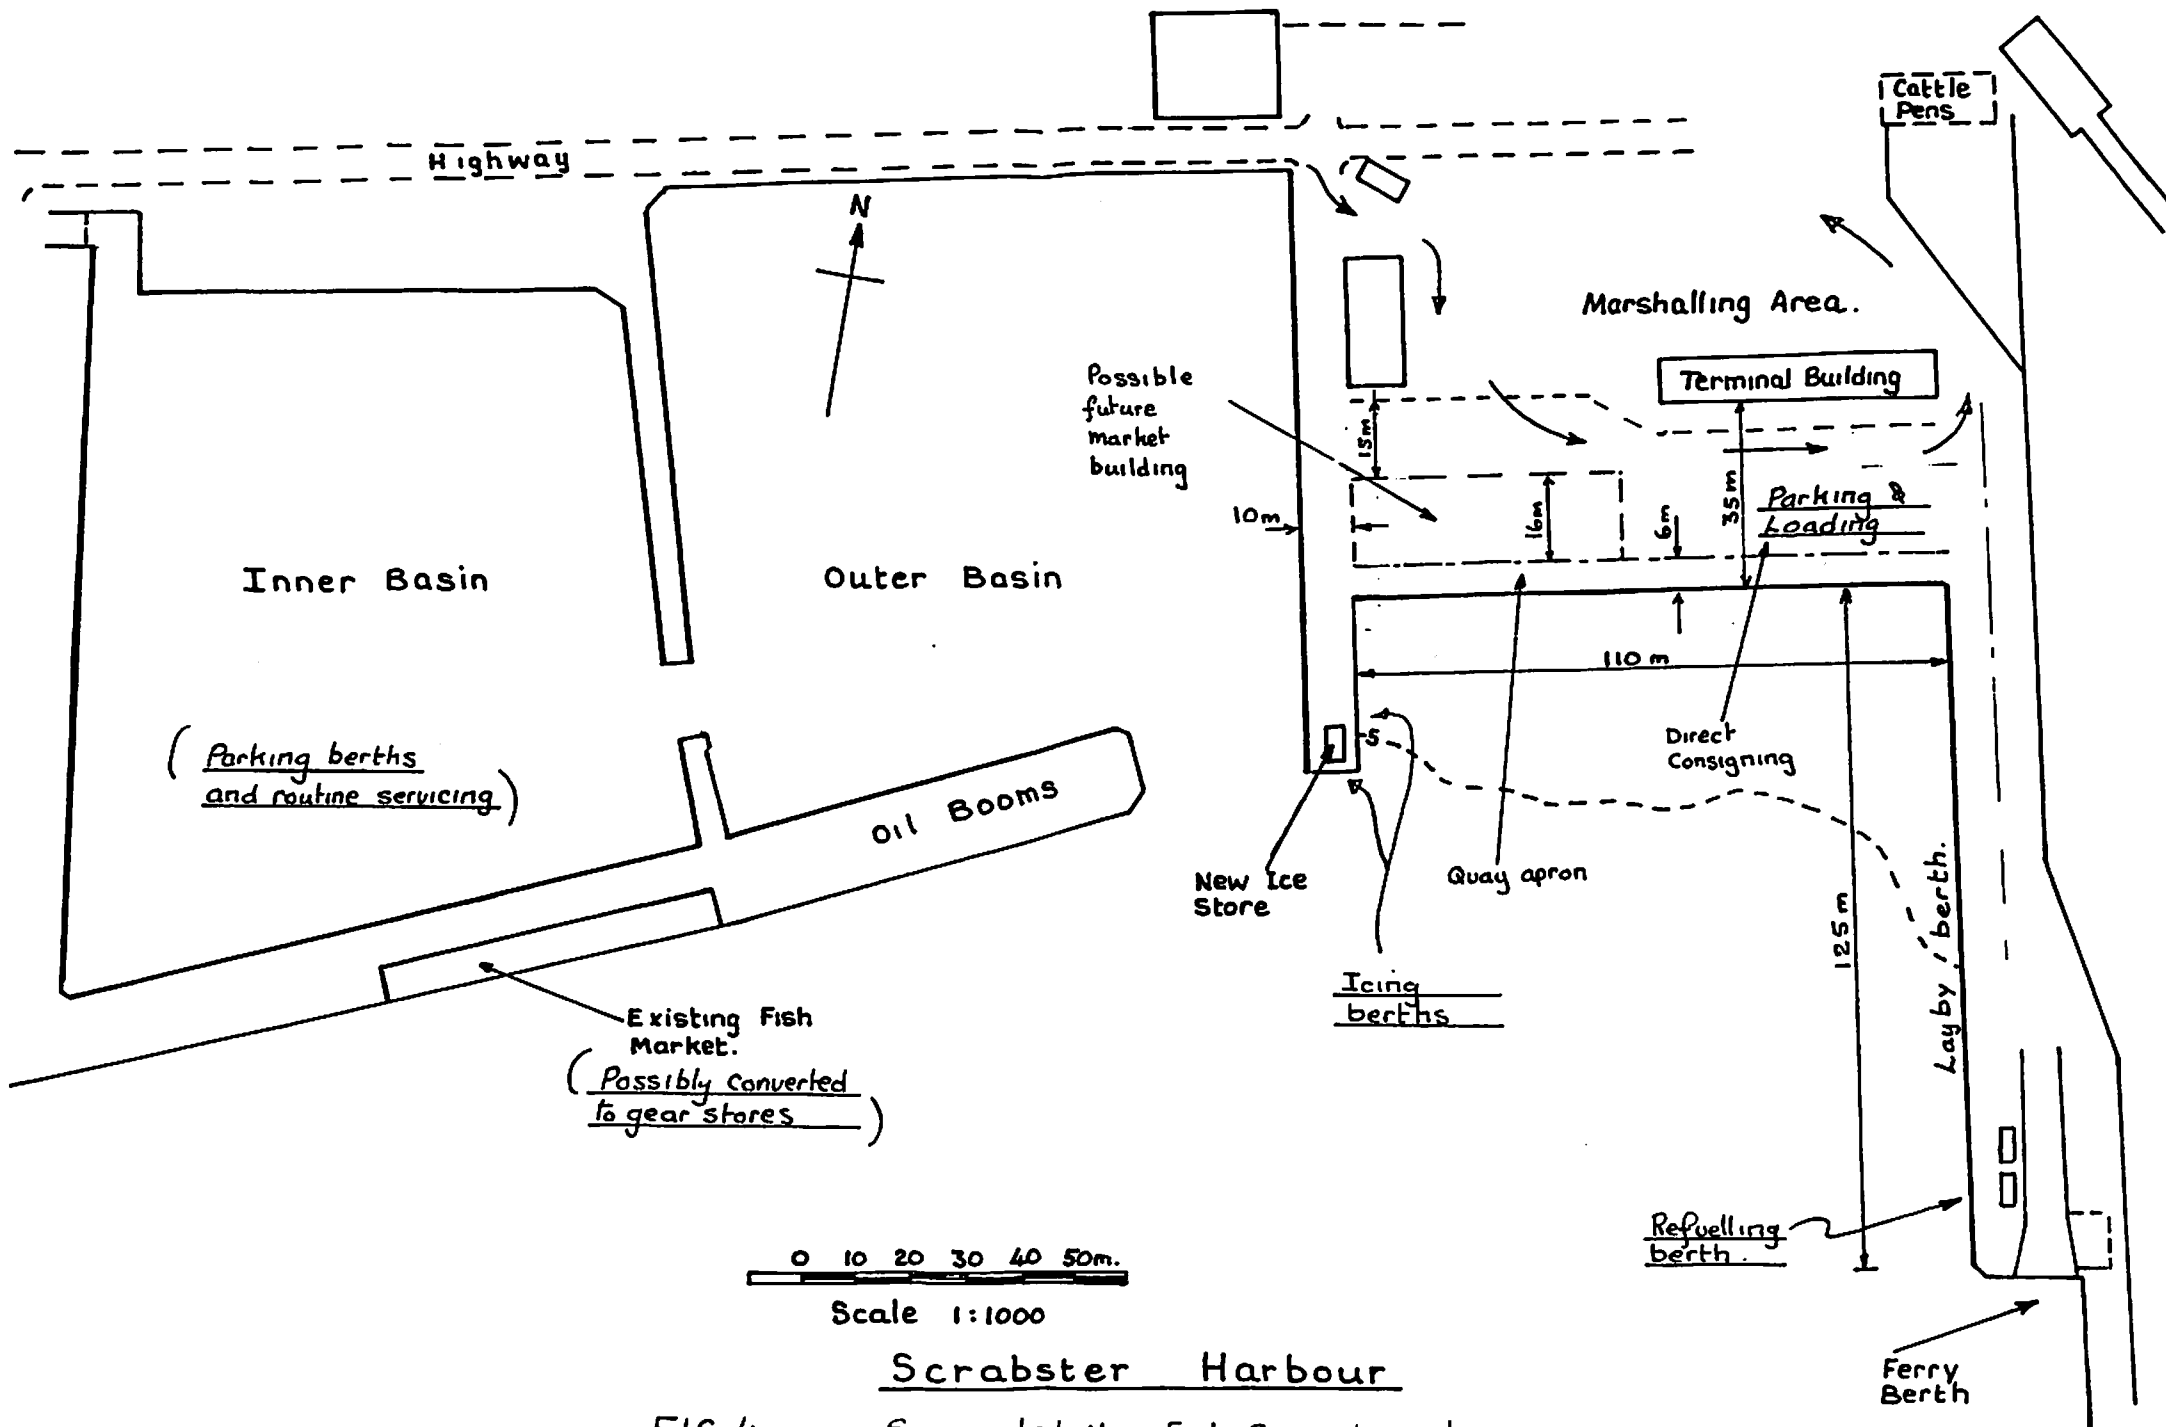 Highway
N
Cattle
Pens
Marshalling Area.
Terminal Building
Possible
future
market
building
15m
10m
16m
6m
35m
Parking &
Loading
Inner Basin
Outer Basin
110 m
5
Direct
Consigning
(Parking berths
and routine servicing)
Oil Booms
New Ice
Store
Quay apron
125m
Layby berth.
Icing
berths
Existing Fish
Market.
(Possibly converted
to gear stores)
Refuelling
berth.
0 10 20 30 40 50m.
Scale 1:1000
Scrabster Harbour
Ferry
Berth